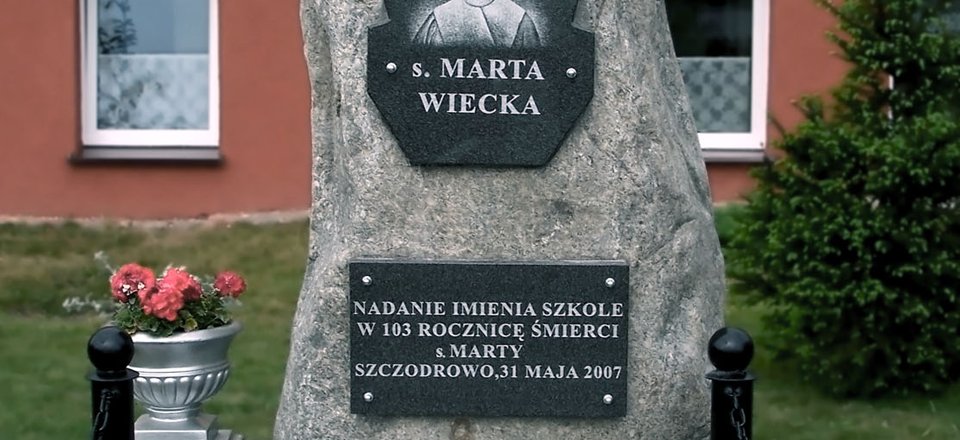 s. MARTA
WIECKA
NADANIE IMIENIA SZKOLE
W 103 ROCZNICĘ ŚMIERCI
s. MARTY
SZCZODROWO,31 MAJA 2007